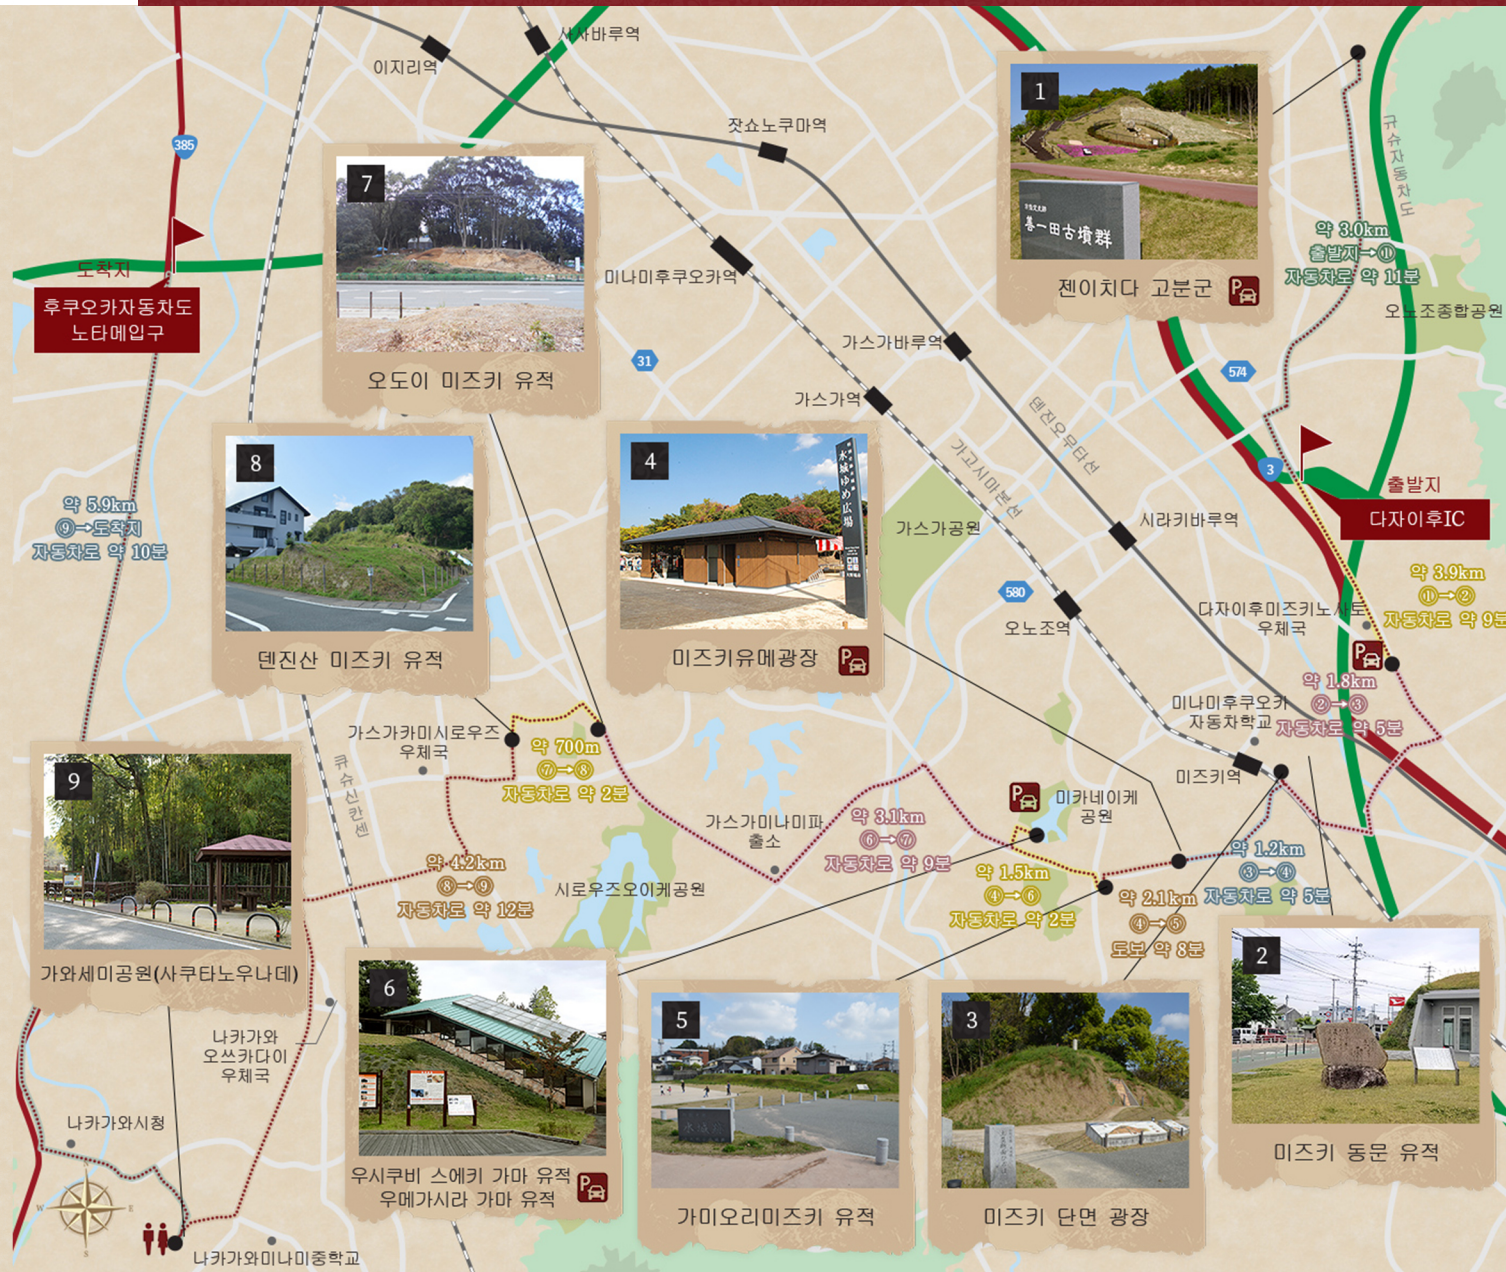 사사바루역
이지리역
385
잣쇼노쿠마역
규슈자동차도
1
善一田古墳群
젠이치다 고분군
P
약 3.0km
출발지→①
자동차로 약 11분
오노조종합공원
7
오도이 미즈키 유적
도착지
후쿠오카자동차도
노타메입구
미나미후쿠오카역
31
가스가바루역
가스가역
574
덴진오무타선
가고시마본선
3
출발지
다자이후IC
8
덴진산 미즈키 유적
4
水城ゆめ広場
미즈키유메광장
P
가스가공원
시라키바루역
580
오노조역
약 5.9km
⑨→도착지
자동차로 약 10분
약 3.9km
①→②
자동차로 약 9분
다자이후미즈키노사토
우체국
P
약 1.8km
②→③
자동차로 약 5분
미나미후쿠오카
자동차학교
미즈키역
가스가카미시로우즈
우체국
약 700m
⑦→⑧
자동차로 약 2분
큐슈신칸센
9
가와세미공원(사쿠타노우나데)
약 4.2km
⑧→⑨
자동차로 약 12분
시로우즈오이케공원
가스가미나미파
출소
약 3.1km
⑥→⑦
자동차로 약 9분
P
미카네이케
공원
약 1.5km
④→⑥
자동차로 약 2분
약 2.1km
④→⑤
도보 약 8분
약 1.2km
③→④
자동차로 약 5분
6
우시쿠비 스에키 가마 유적
우메가시라 가마 유적
P
5
水城跡
가미오리미즈키 유적
3
미즈키 단면 광장
2
미즈키 동문 유적
나카가와
오쓰카다이
우체국
나카가와시청
W
E
S
나카가와미나미중학교